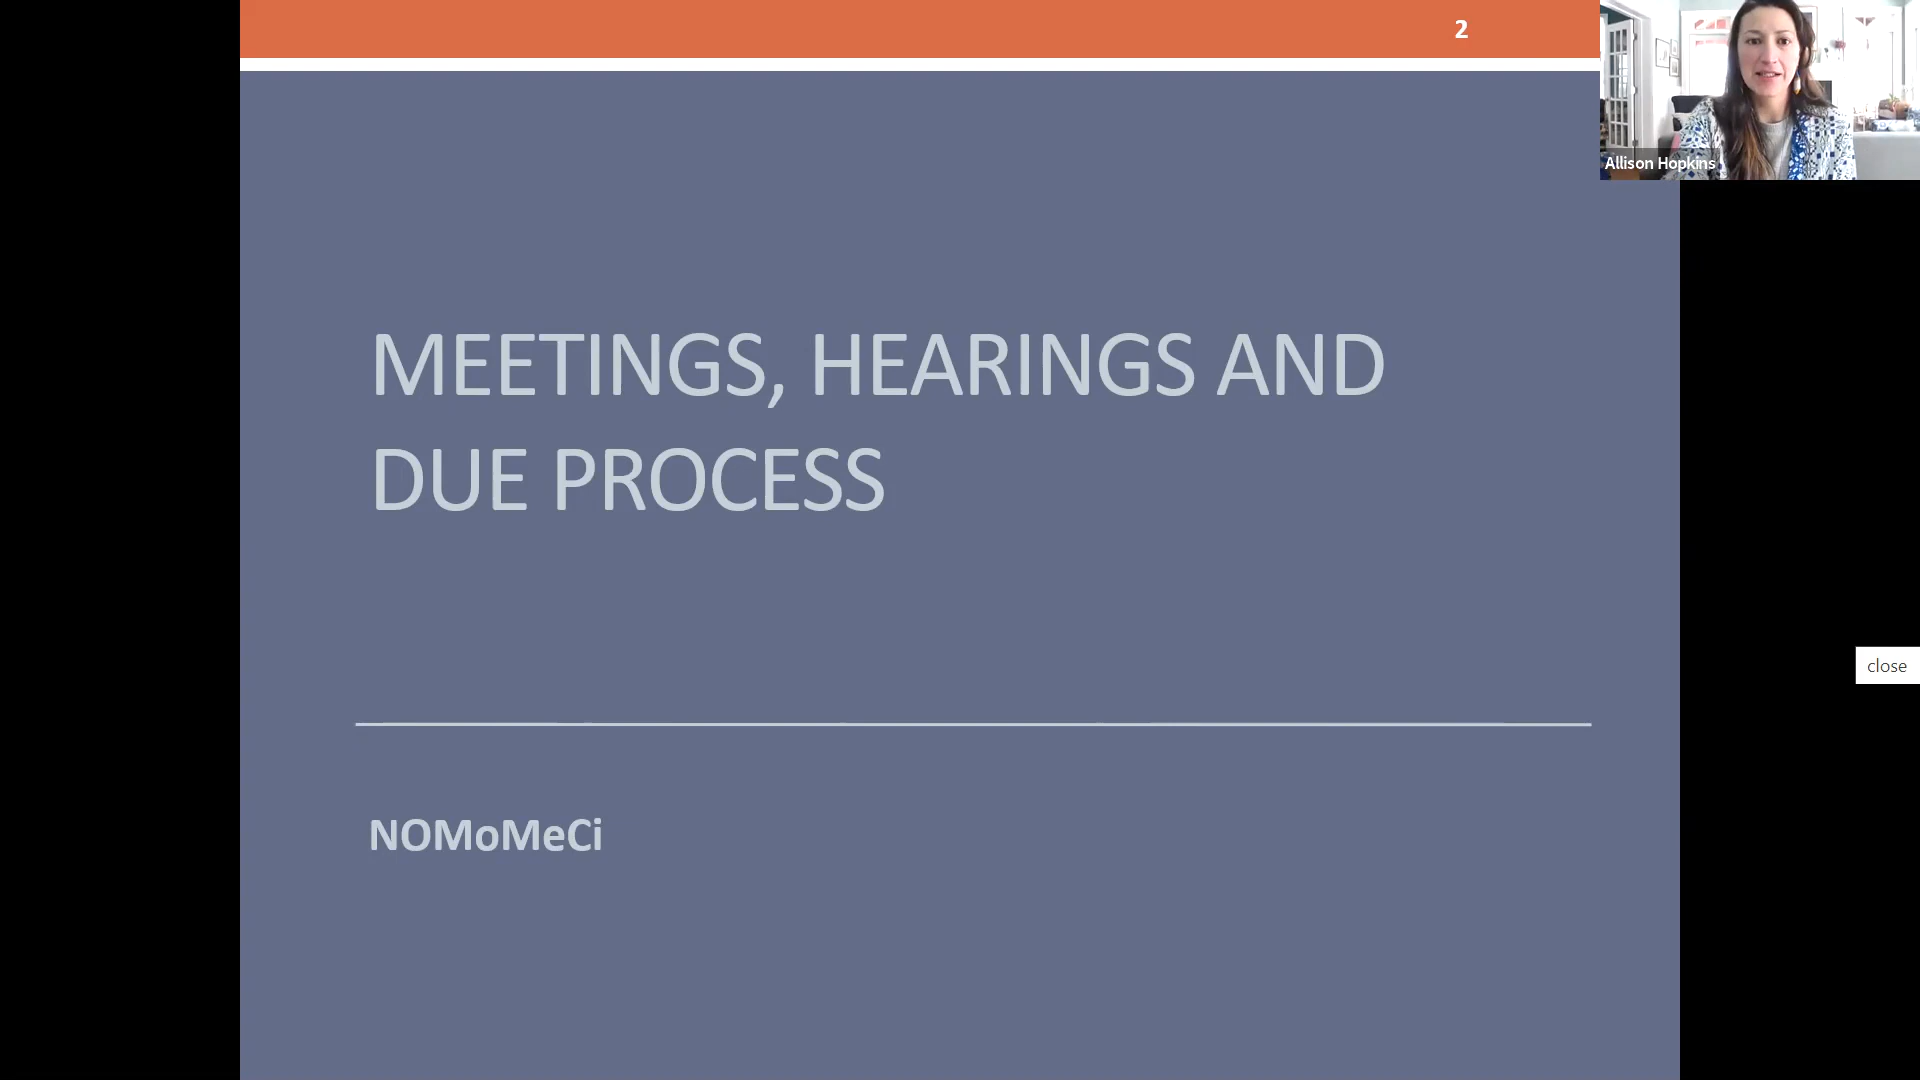 2
Allison Hopkins
MEETINGS, HEARINGS AND
DUE PROCESS
close
NOMoMeCi